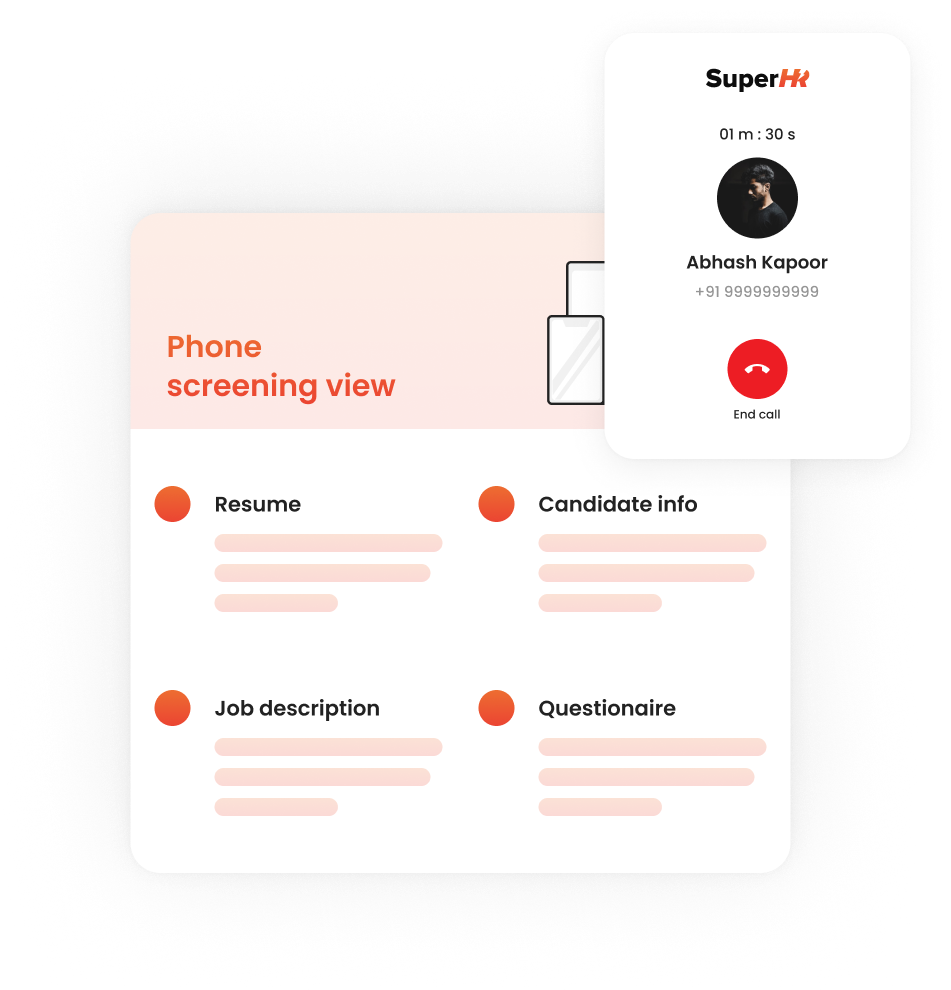 SuperHR
01 m : 30 s
Abhash Kapoor
+91 9999999999
End call
Phone
screening view
Resume
Candidate info
Job description
Questionaire